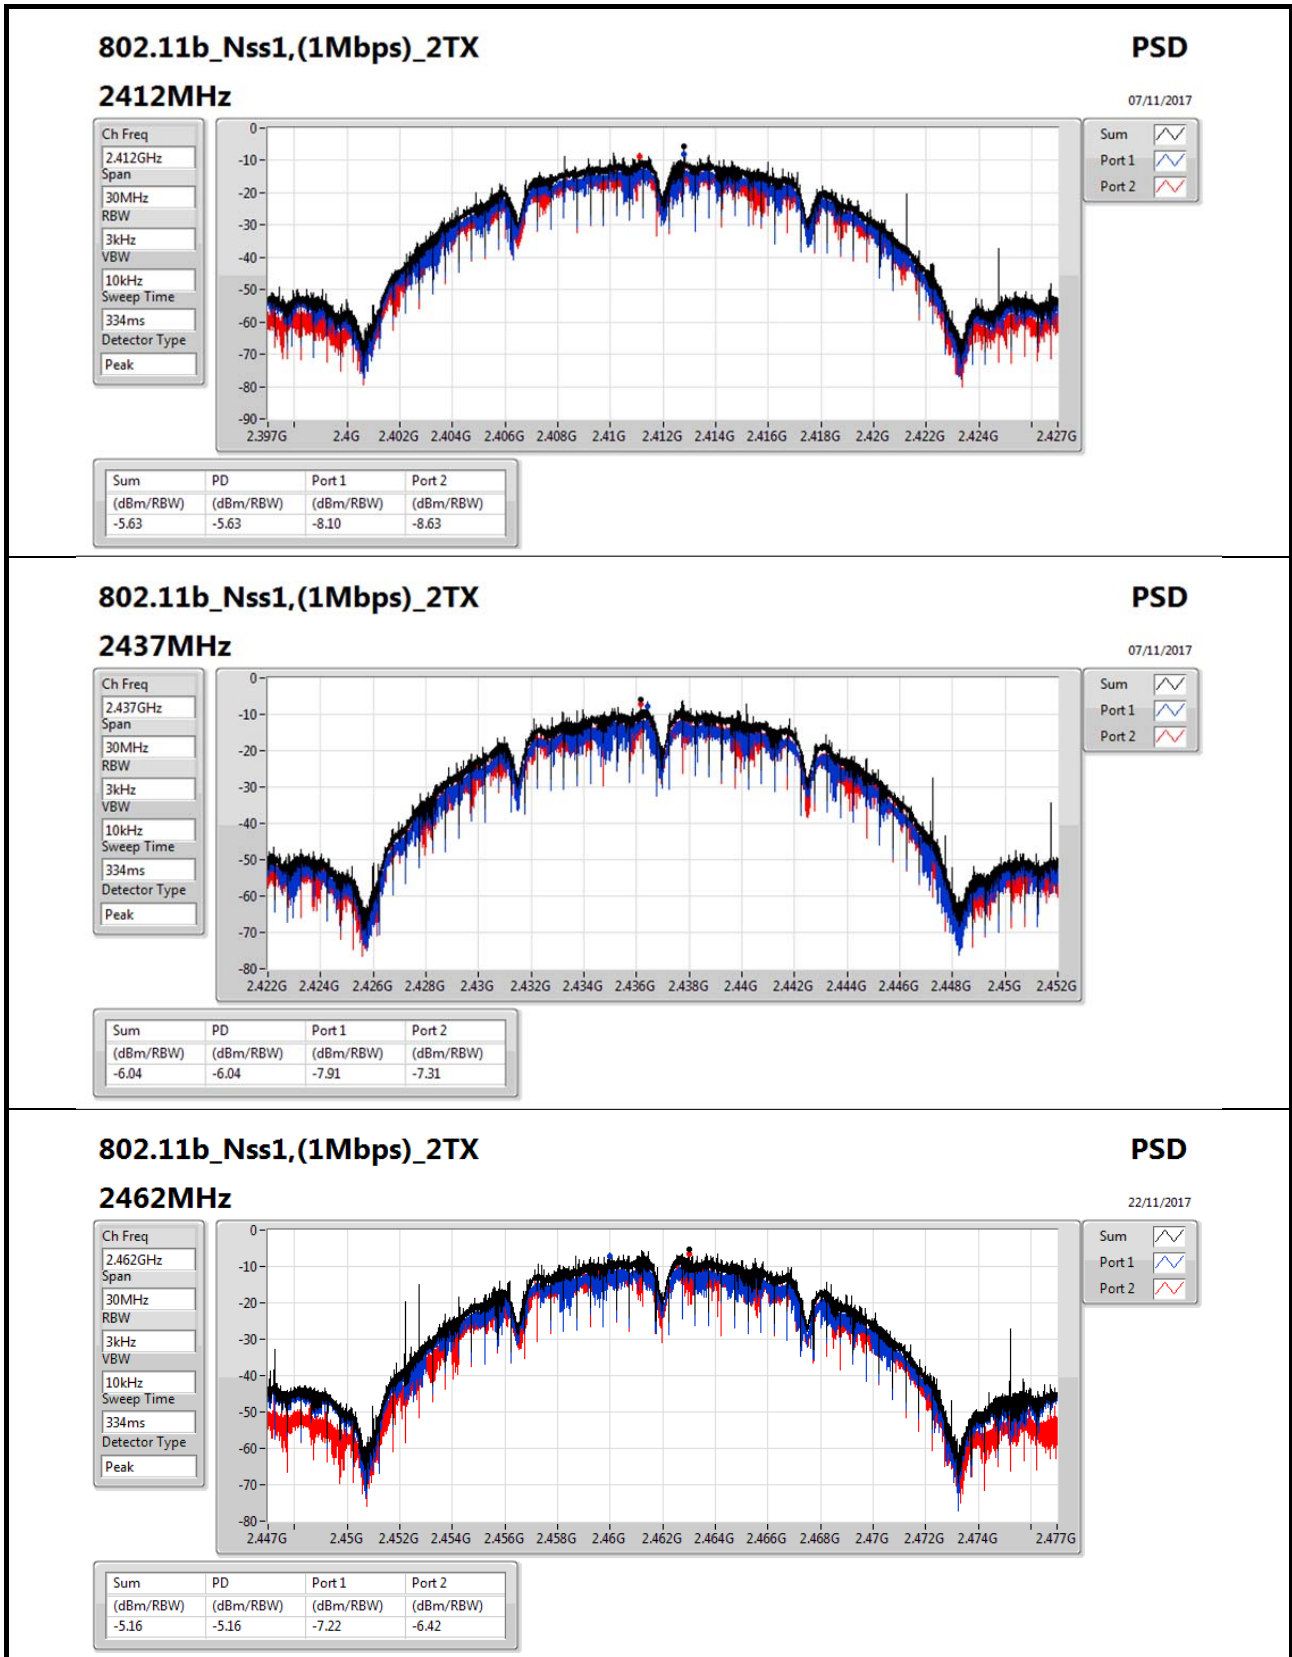 802.11b_Nss1,(1Mbps)_2TX PSD
2412MHz 07/11/2017
Ch Freq
2.412GHz
Span
30MHz
RBW
3kHz
VBW
10kHz
Sweep Time
334ms
Detector Type
Peak
0
-10
-20
-30
-40
-50
-60
-70
-80
-90
2.397G 2.4G 2.402G 2.404G 2.406G 2.408G 2.41G 2.412G 2.414G 2.416G 2.418G 2.42G 2.422G 2.424G 2.427G
Sum
Port 1
Port 2
Sum PD Port 1 Port 2
(dBm/RBW) (dBm/RBW) (dBm/RBW) (dBm/RBW)
-5.63 -5.63 -8.10 -8.63
802.11b_Nss1,(1Mbps)_2TX PSD
2437MHz 07/11/2017
Ch Freq
2.437GHz
Span
30MHz
RBW
3kHz
VBW
10kHz
Sweep Time
334ms
Detector Type
Peak
0
-10
-20
-30
-40
-50
-60
-70
-80
2.422G 2.424G 2.426G 2.428G 2.43G 2.432G 2.434G 2.436G 2.438G 2.44G 2.442G 2.444G 2.446G 2.448G 2.45G 2.452G
Sum
Port 1
Port 2
Sum PD Port 1 Port 2
(dBm/RBW) (dBm/RBW) (dBm/RBW) (dBm/RBW)
-6.04 -6.04 -7.91 -7.31
802.11b_Nss1,(1Mbps)_2TX PSD
2462MHz 22/11/2017
Ch Freq
2.462GHz
Span
30MHz
RBW
3kHz
VBW
10kHz
Sweep Time
334ms
Detector Type
Peak
0
-10
-20
-30
-40
-50
-60
-70
-80
2.447G 2.45G 2.452G 2.454G 2.456G 2.458G 2.46G 2.462G 2.464G 2.466G 2.468G 2.47G 2.472G 2.474G 2.477G
Sum
Port 1
Port 2
Sum PD Port 1 Port 2
(dBm/RBW) (dBm/RBW) (dBm/RBW) (dBm/RBW)
-5.16 -5.16 -7.22 -6.42